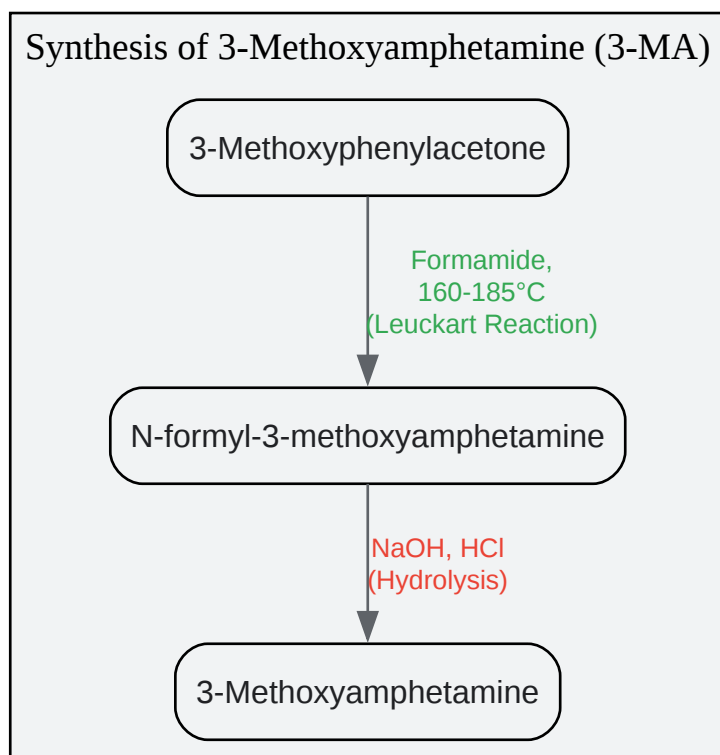 Synthesis of 3-Methoxyamphetamine (3-MA)
3-Methoxyphenylacetone
Formamide,
160-185°C
(Leuckart Reaction)
N-formyl-3-methoxyamphetamine
NaOH, HCl
(Hydrolysis)
3-Methoxyamphetamine